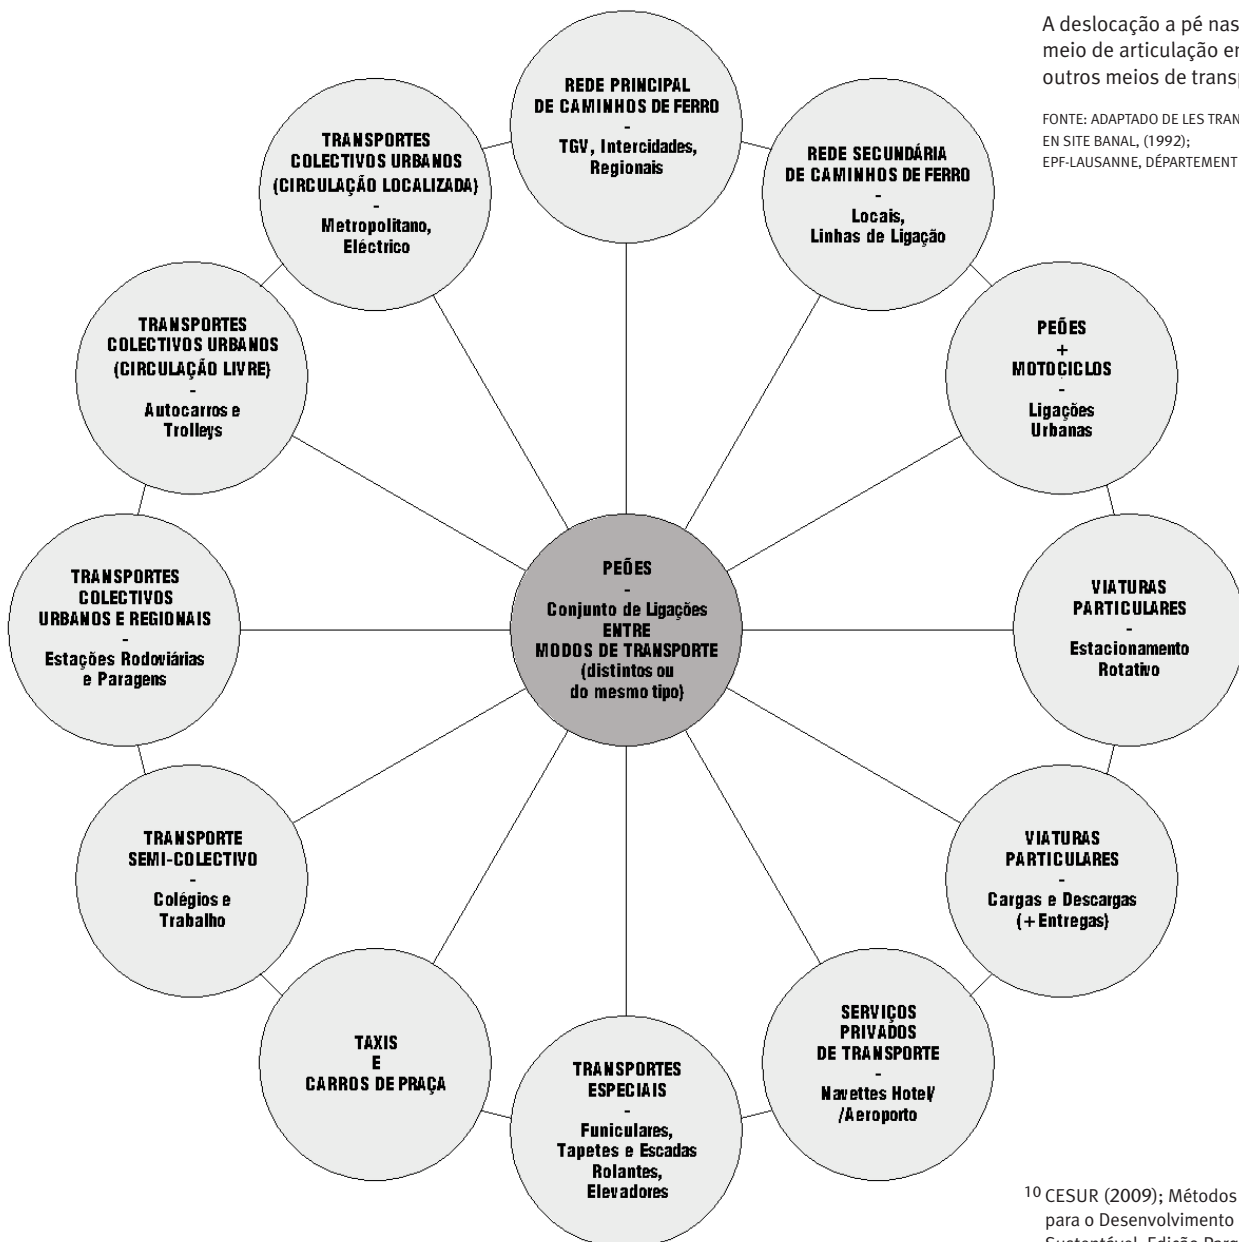 A deslocação a pé nas
meio de articulação
outros meios de
FONTE: ADAPTADO DE LES
EN SITE BANAL, (1992);
EPF-LAUSANNE, DÉPARTEMENT
REDE PRINCIPAL
DE CAMINHOS DE FERRO
-
TGV, Intercidades,
Regionais
REDE SECUNDÁRIA
DE CAMINHOS DE FERRO
-
Locais,
Linhas de Ligação
PEÕES
+
MOTOCICLOS
-
Ligações
Urbanas
VIATURAS
PARTICULARES
-
Estacionamento
Rotativo
VIATURAS
PARTICULARES
-
Cargas e Descargas
(+Entregas)
SERVIÇOS
PRIVADOS
DE TRANSPORTE
-
Navettes Hotel/
/Aeroporto
TRANSPORTES
ESPECIAIS
-
Funiculares,
Tapetes e Escadas
Rolantes,
Elevadores
TAXIS
E
CARROS DE PRAÇA
TRANSPORTE
SEMI-COLECTIVO
-
Colégios e
Trabalho
TRANSPORTES
COLECTIVOS
URBANOS E REGIONAIS
-
Estações Rodoviárias
e Paragens
TRANSPORTES
COLECTIVOS URBANOS
(CIRCULAÇÃO LIVRE)
-
Autocarros e
Trolleys
TRANSPORTES
COLECTIVOS URBANOS
(CIRCULAÇÃO LOCALIZADA)
-
Metropolitano,
Eléctrico
PEÕES
-
Conjunto de Ligações
ENTRE
MODOS DE TRANSPORTE
(distintos ou
do mesmo tipo)
10 CESUR (2009); Métodos
para o Desenvolvimento